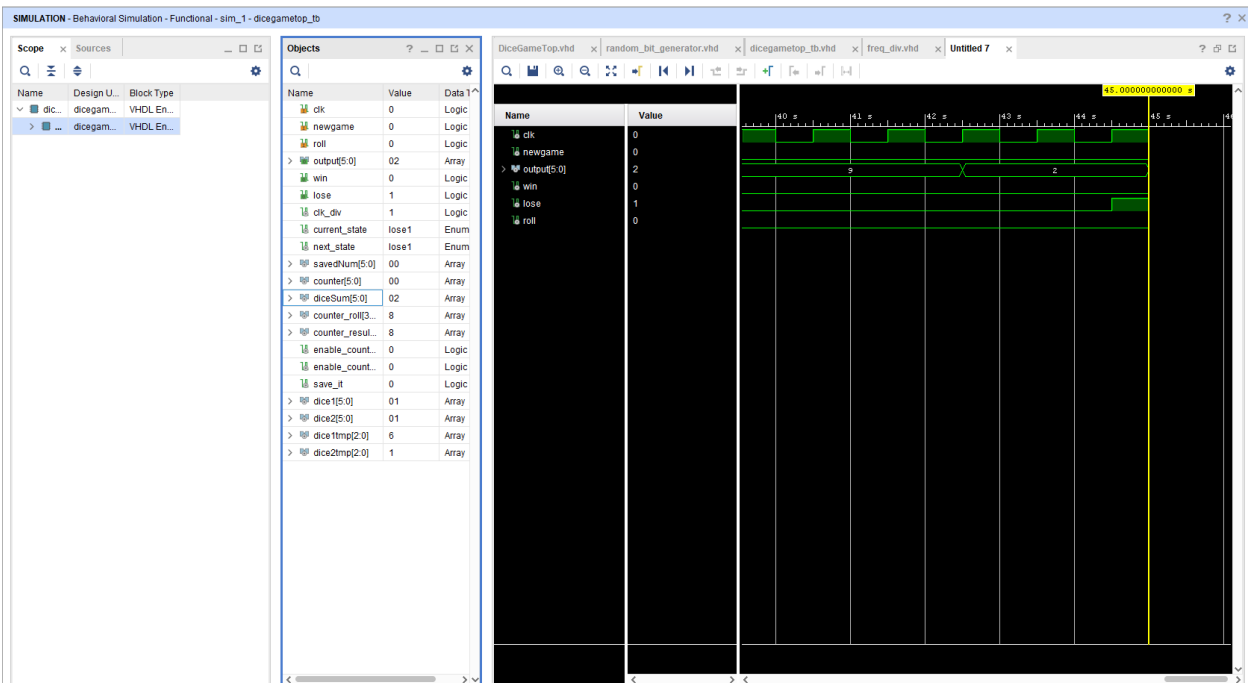 SIMULATION - Behavioral Simulation - Functional - sim_1 - dicegametop_tb ? ×
Scope × Sources
Name Design U... Block Type
dic... dicegam... VHDL En...
... dicegam... VHDL En...
Objects ?
Name Value Data T
clk 0 Logic
newgame 0 Logic
roll 0 Logic
output[5:0] 02 Array
win 0 Logic
lose 1 Logic
clk_div 1 Logic
current_state lose1 Enum
next_state lose1 Enum
savedNum[5:0] 00 Array
counter[5:0] 00 Array
diceSum[5:0] 02 Array
counter_roll[3... 8 Array
counter_resul... 8 Array
enable_count... 0 Logic
enable_count... 0 Logic
save_it 0 Logic
dice1[5:0] 01 Array
dice2[5:0] 01 Array
dice1tmp[2:0] 6 Array
dice2tmp[2:0] 1 Array
DiceGameTop.vhd × random_bit_generator.vhd × dicegametop_tb.vhd × freq_div.vhd × Untitled 7 × ?
45.000000000000 s
Name Value
40 s 41 s 42 s 43 s 44 s 45 s 46
clk 0
newgame 0
output[5:0] 2 9 2
win 0
lose 1
roll 0